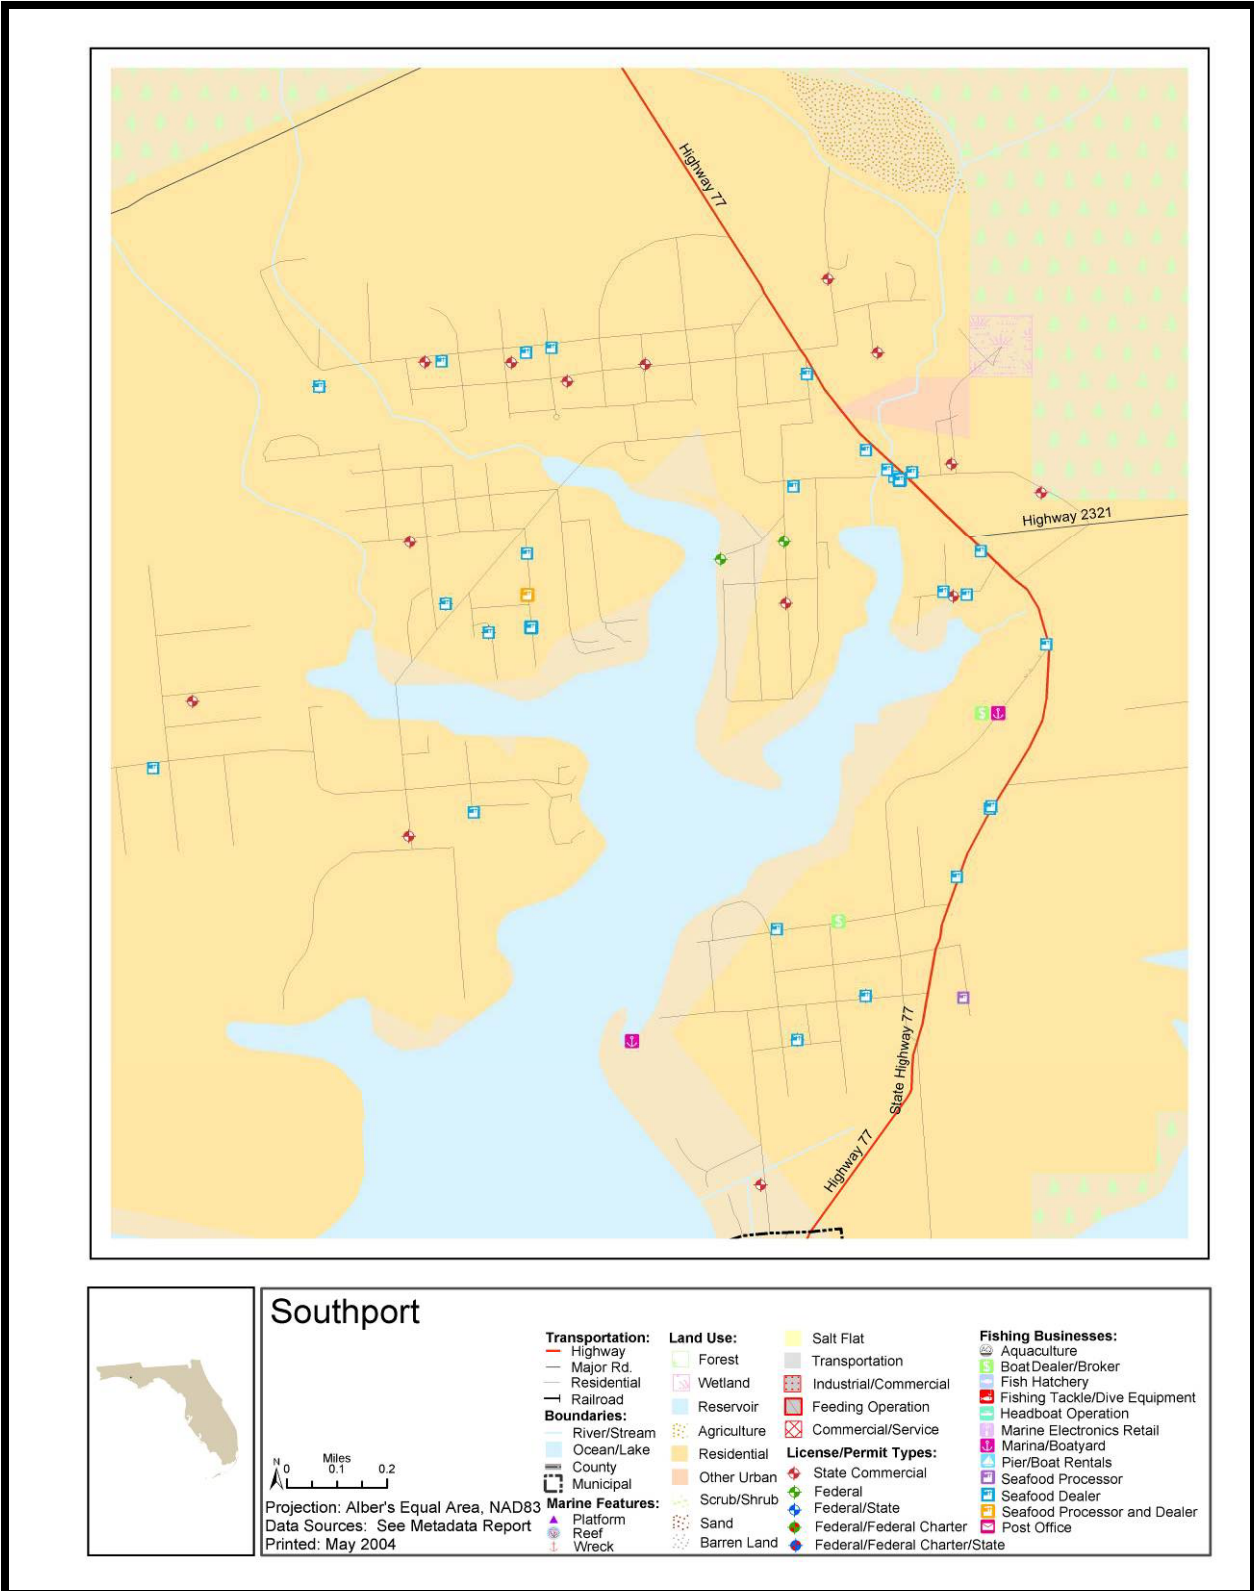 Highway 77
Highway 2321
State Highway 77
Highway 77
Southport
Miles
N
0 0.1 0.2
Projection: Alber's Equal Area, NAD83
Data Sources: See Metadata Report
Printed: May 2004
Transportation:
Highway
Major Rd.
Residential
Railroad
Boundaries:
River/Stream
Ocean/Lake
County
Municipal
Marine Features:
Platform
Reef
Wreck
Land Use:
Forest
Wetland
Reservoir
Agriculture
Residential
Other Urban
Scrub/Shrub
Sand
Barren Land
Salt Flat
Transportation
Industrial/Commercial
Feeding Operation
Commercial/Service
License/Permit Types:
State Commercial
Federal
Federal/State
Federal/Federal Charter
Federal/Federal Charter/State
Fishing Businesses:
Aquaculture
Boat Dealer/Broker
Fish Hatchery
Fishing Tackle/Dive Equipment
Headboat Operation
Marine Electronics Retail
Marina/Boatyard
Pier/Boat Rentals
Seafood Processor
Seafood Dealer
Seafood Processor and Dealer
Post Office